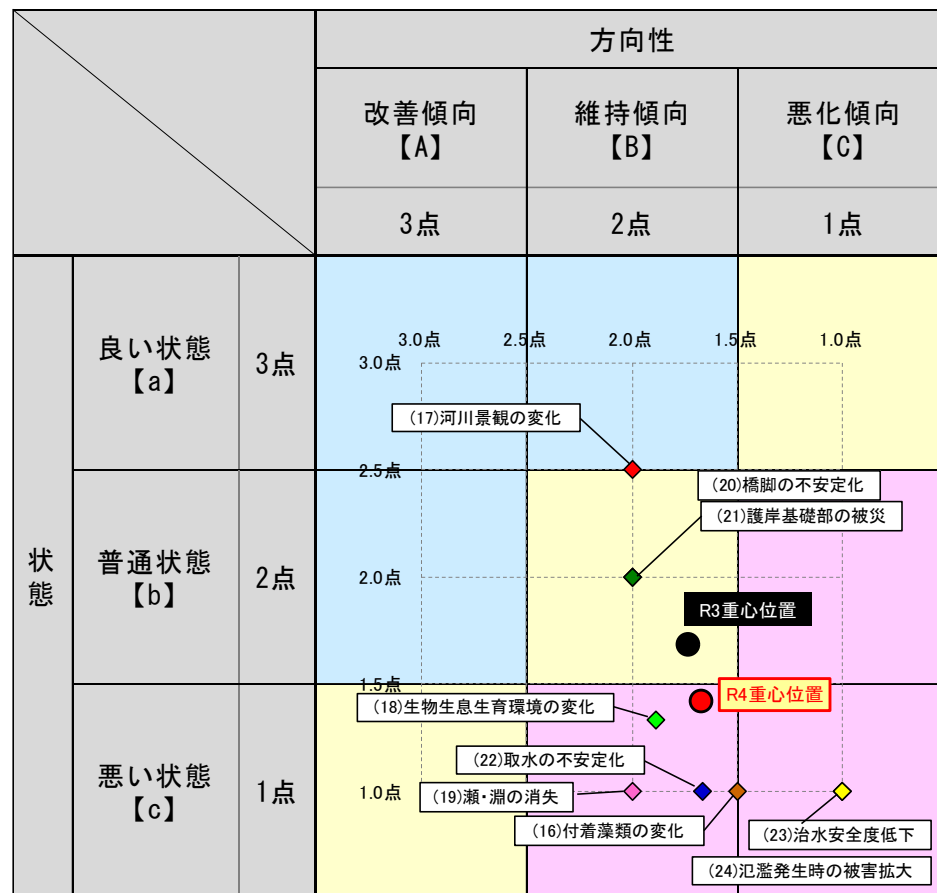 方向性
改善傾向
【A】
維持傾向
【B】
悪化傾向
【C】
3点
2点
1点
状態
良い状態
【a】
3点
普通状態
【b】
2点
悪い状態
【c】
1点
3.0点
2.5点
2.0点
1.5点
1.0点
3.0点
2.5点
2.0点
1.5点
1.0点
(17)河川景観の変化
(20)橋脚の不安定化
(21)護岸基礎部の被災
R3重心位置
R4重心位置
(18)生物生息生育環境の変化
(22)取水の不安定化
(19)瀬・淵の消失
(16)付着藻類の変化
(23)治水安全度低下
(24)氾濫発生時の被害拡大